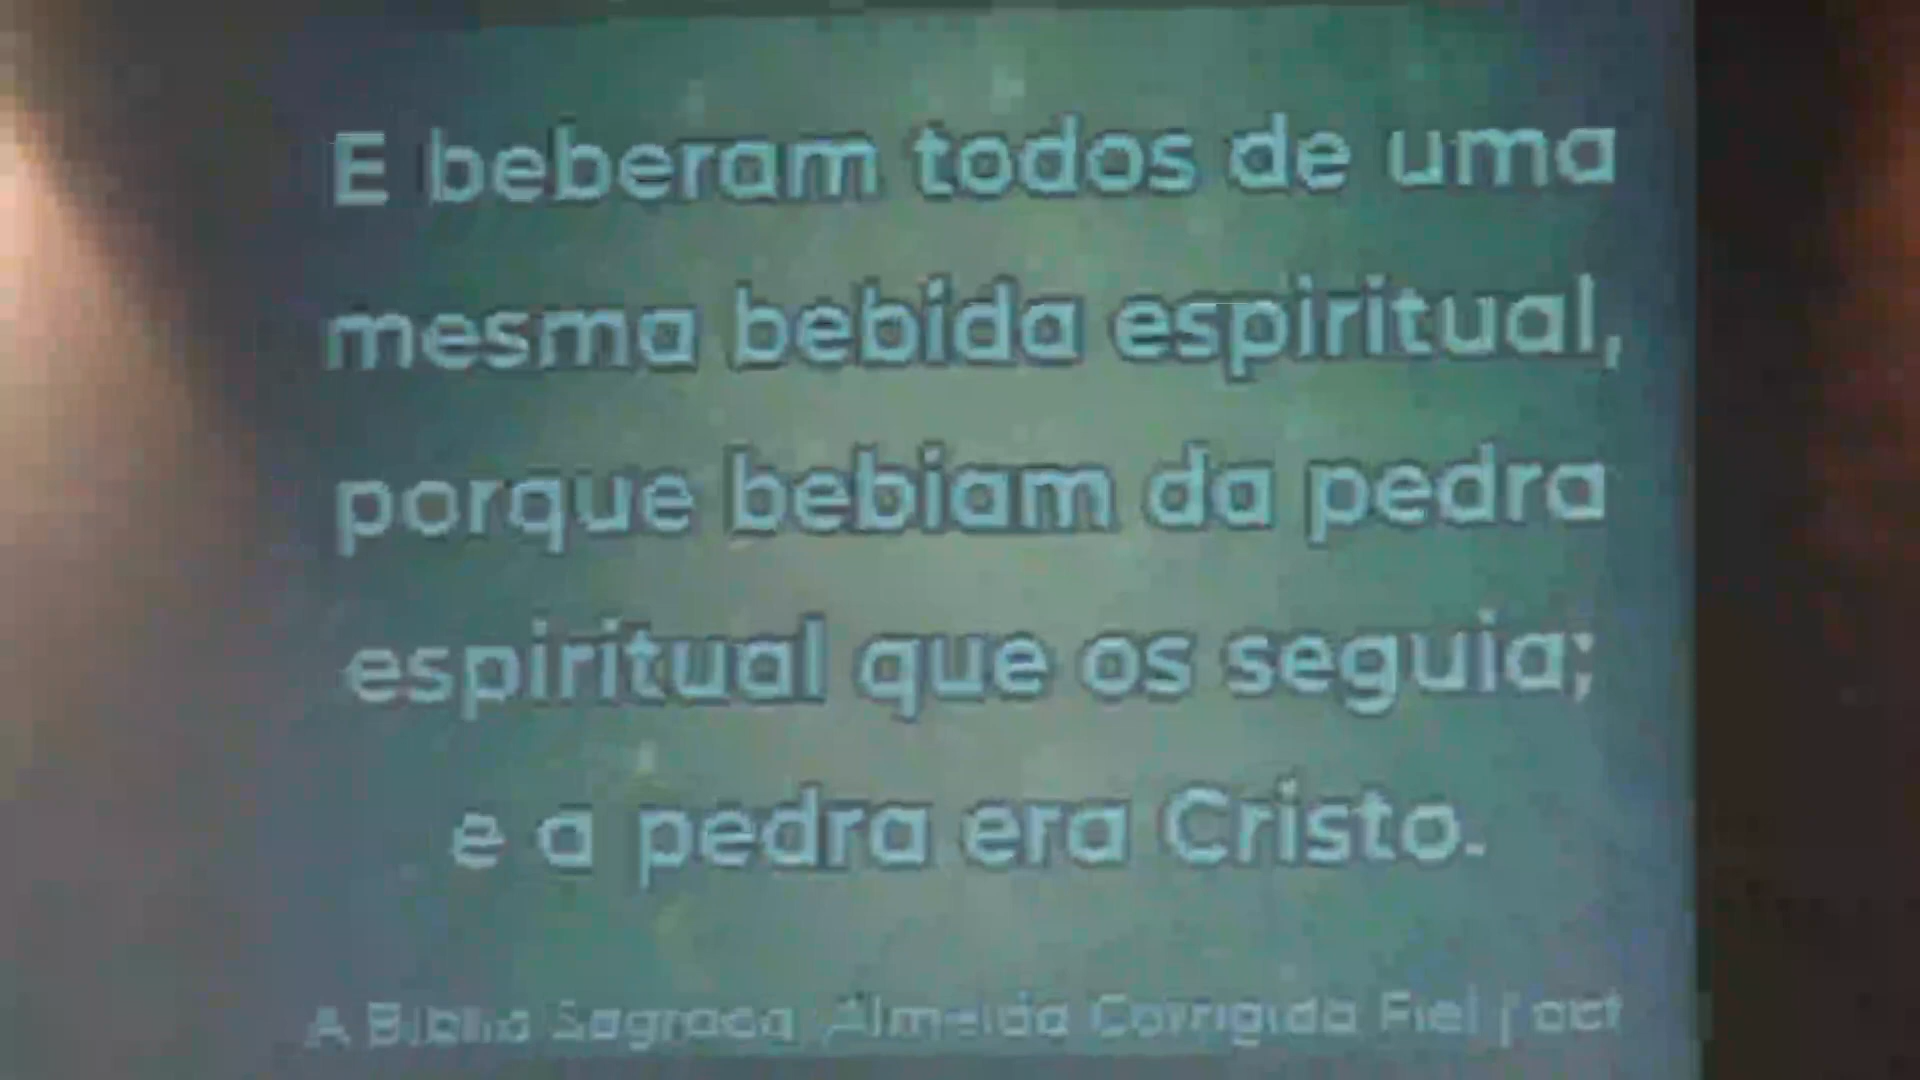 E beberam todos de uma
mesma bebida espiritual,
porque bebiam da pedra
espiritual que os seguia;
e a pedra era Cristo.
A Bíblia Sagrada, Almeida Corrigida Fiel | acf